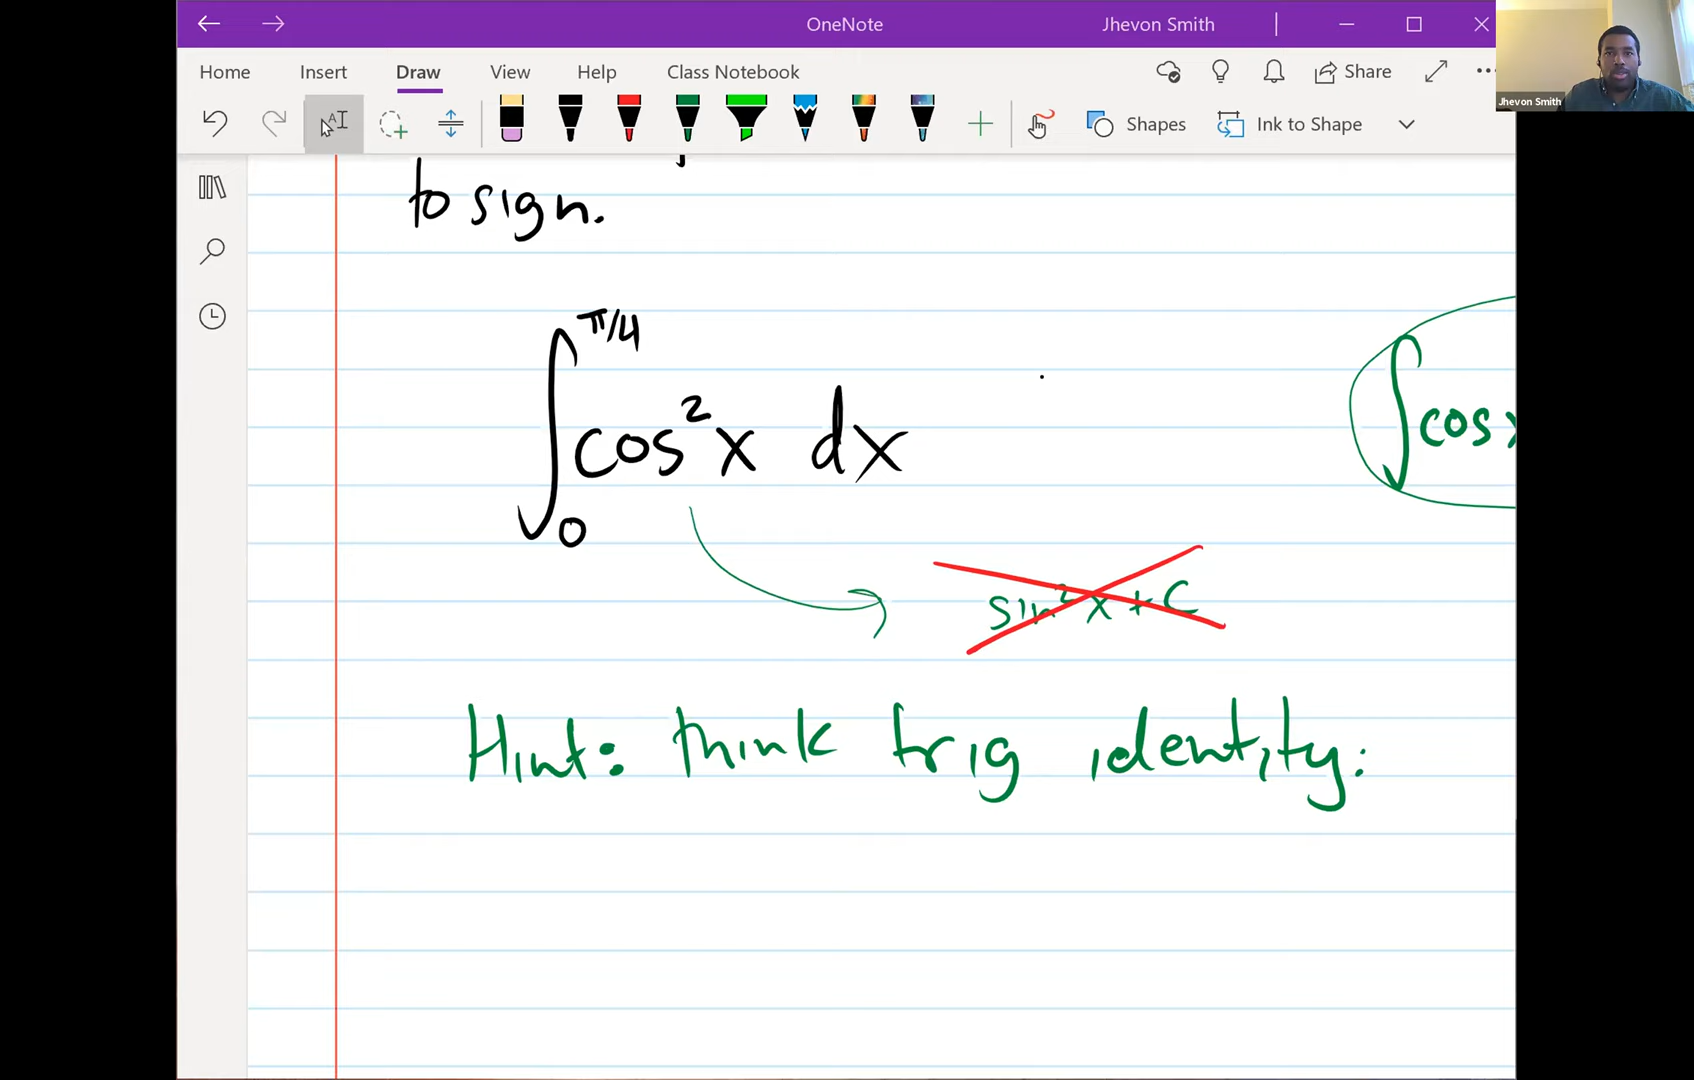 OneNote
Jhevon Smith
Home Insert Draw View Help Class Notebook Share
Shapes Ink to Shape
Jhevon Smith
to sign.
∫₀^π/4 cos²x dx
∫cos x
sin²x + C
Hint: think trig identity: